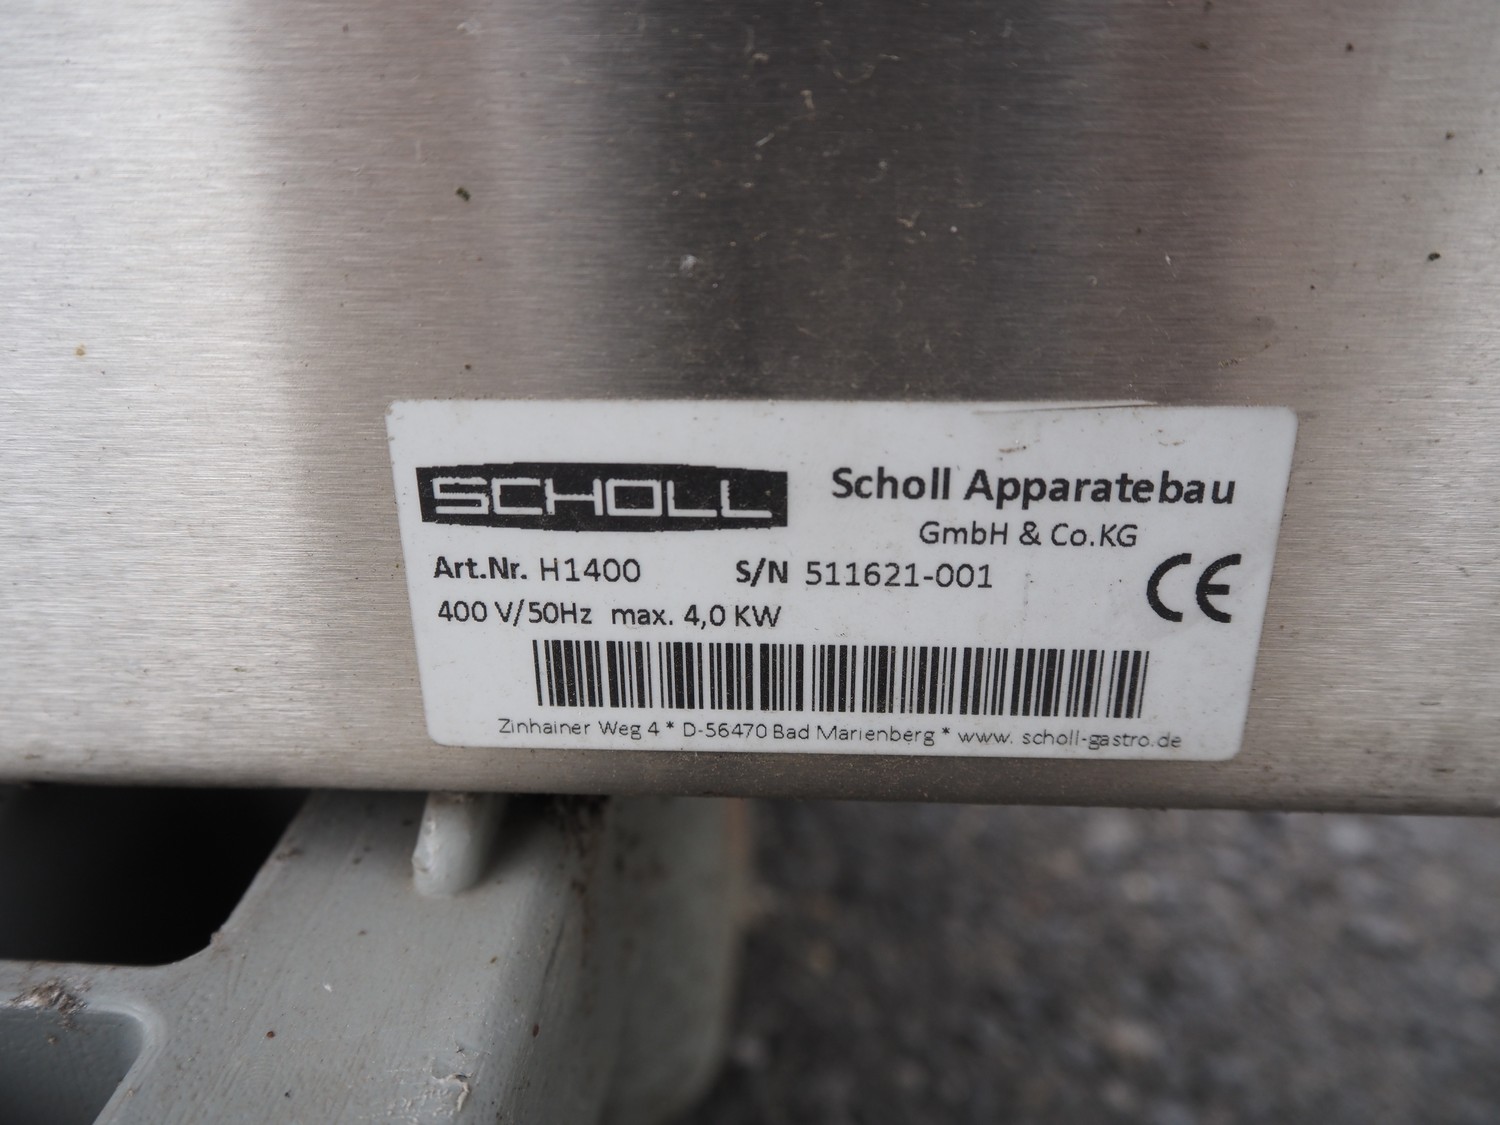 SCHOLL
Scholl Apparatebau
GmbH & Co.KG
Art.Nr. H1400 S/N 511621-001
400 V/50Hz max. 4,0 KW
CE
Zinhainer Weg 4 * D-56470 Bad Marienberg * www. scholl-gastro.de